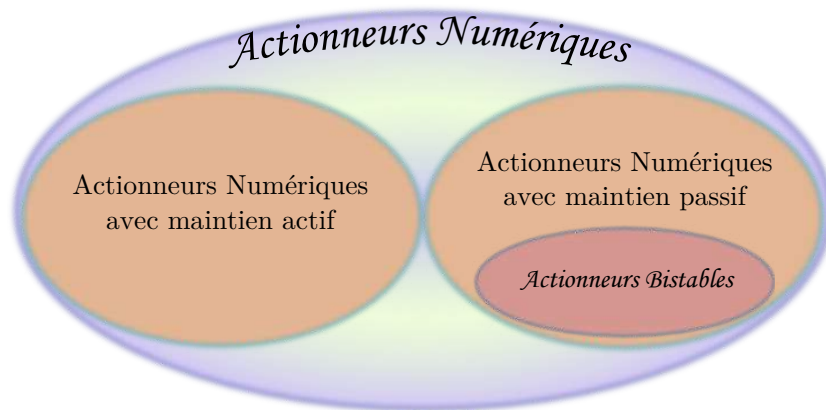 Actionneurs Numériques
Actionneurs Numériques
avec maintien actif
Actionneurs Numériques
avec maintien passif
Actionneurs Bistables